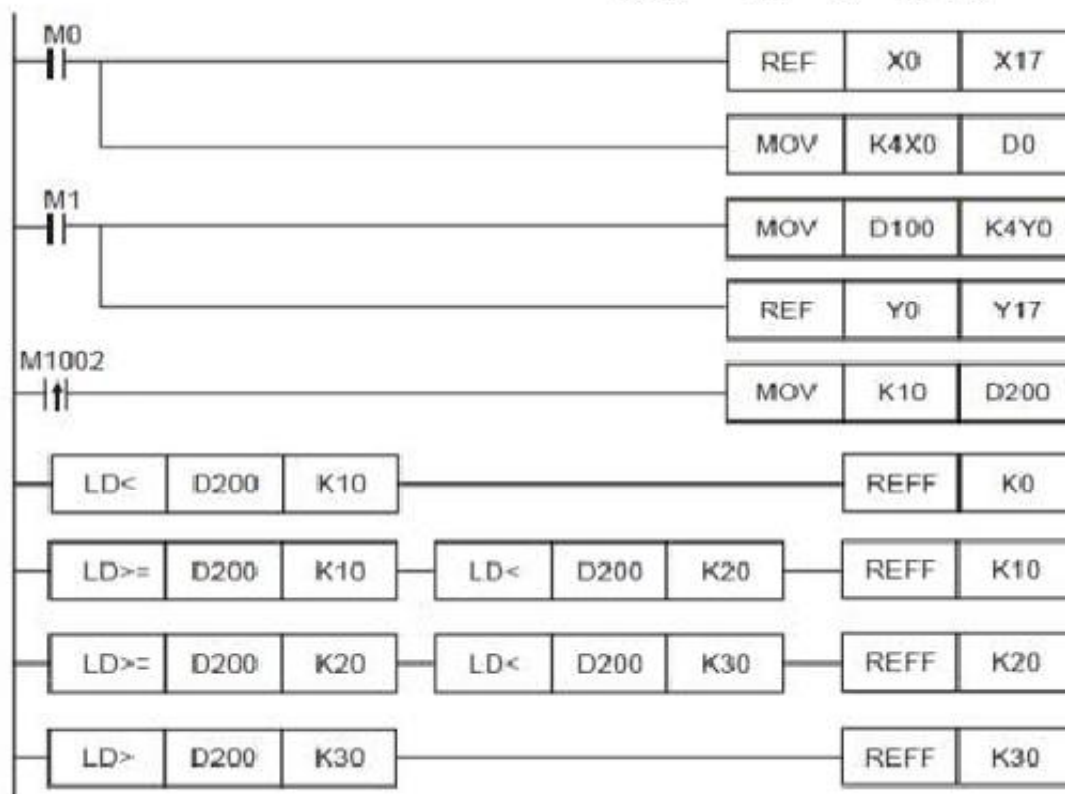 M0
REF X0 X17
MOV K4X0 D0
M1
MOV D100 K4Y0
REF Y0 Y17
M1002
MOV K10 D200
LD< D200 K10 REFF K0
LD>= D200 K10 LD< D200 K20 REFF K10
LD>= D200 K20 LD< D200 K30 REFF K20
LD> D200 K30 REFF K30